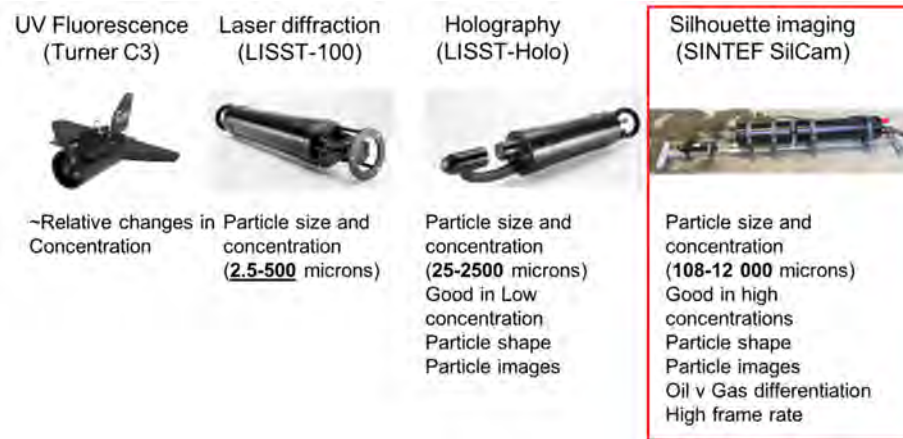 UV Fluorescence
(Turner C3)
~Relative changes in
Concentration
Laser diffraction
(LISST-100)
Particle size and
concentration
(2.5-500 microns)
Holography
(LISST-Holo)
Particle size and
concentration
(25-2500 microns)
Good in Low
concentration
Particle shape
Particle images
Silhouette imaging
(SINTEF SilCam)
Particle size and
concentration
(108-12 000 microns)
Good in high
concentrations
Particle shape
Particle images
Oil v Gas differentiation
High frame rate